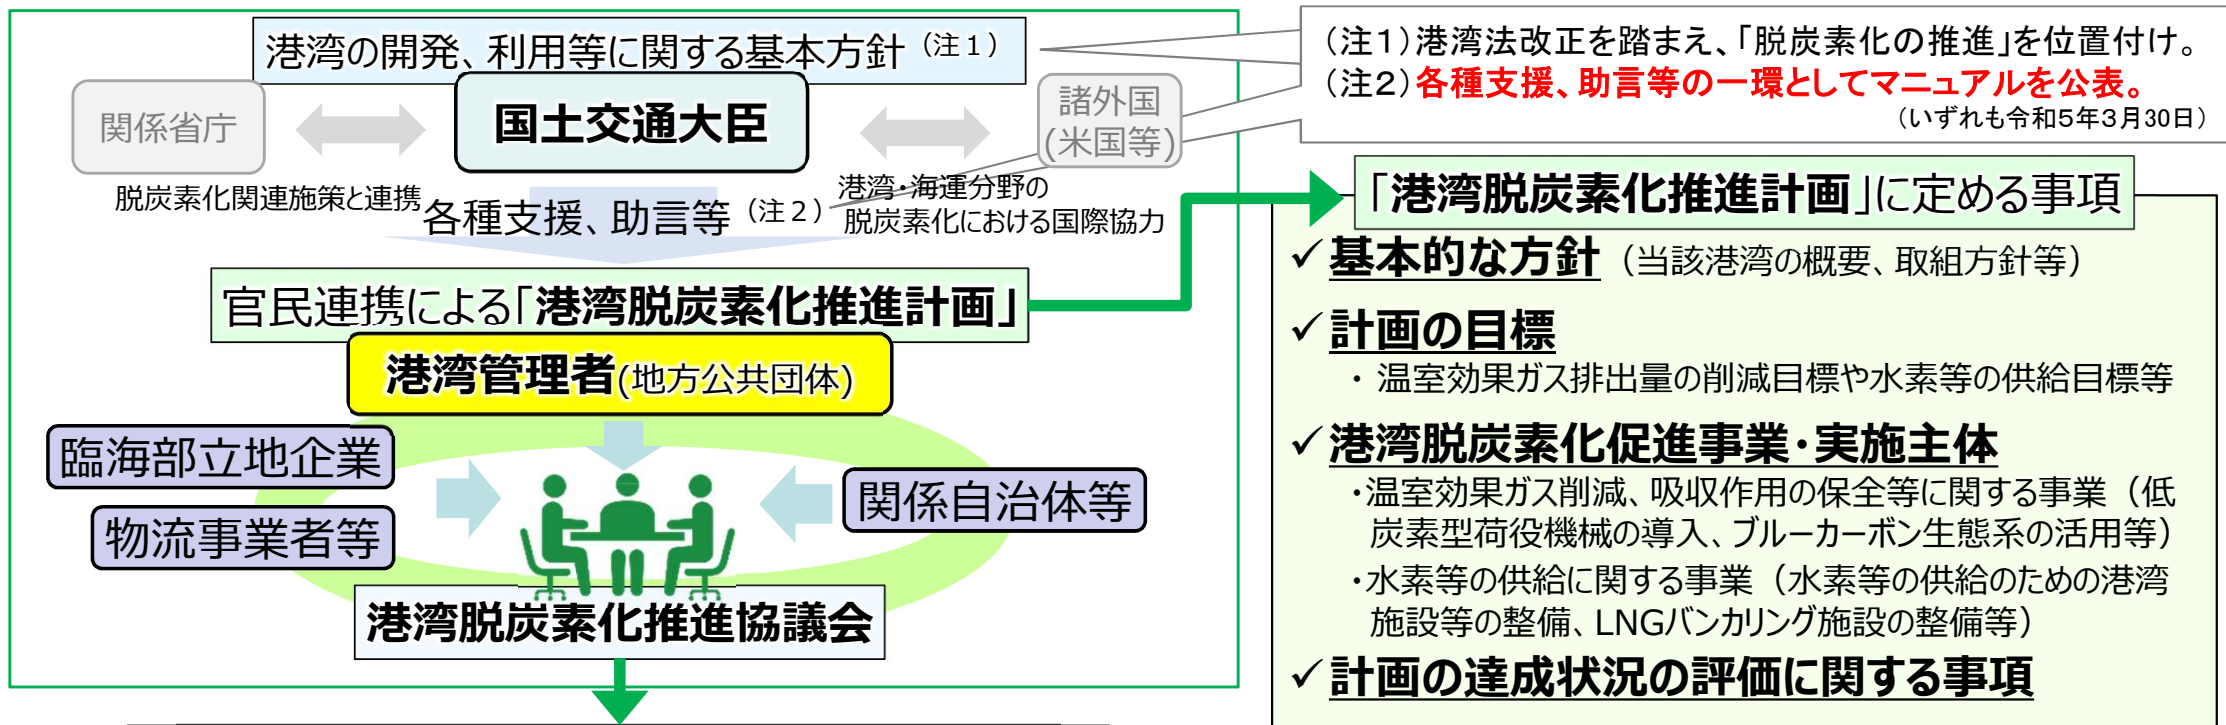 港湾の開発、利用等に関する基本方針（注１）
関係省庁
国土交通大臣
諸外国
(米国等)
脱炭素化関連施策と連携
各種支援、助言等（注２）
港湾・海運分野の
脱炭素化における国際協力
官民連携による「港湾脱炭素化推進計画」
港湾管理者(地方公共団体)
臨海部立地企業
物流事業者等
関係自治体等
港湾脱炭素化推進協議会
（注１）港湾法改正を踏まえ、「脱炭素化の推進」を位置付け。
（注２）各種支援、助言等の一環としてマニュアルを公表。
（いずれも令和５年３月30日）
「港湾脱炭素化推進計画」に定める事項
✓基本的な方針（当該港湾の概要、取組方針等）
✓計画の目標
・温室効果ガス排出量の削減目標や水素等の供給目標等
✓港湾脱炭素化促進事業・実施主体
・温室効果ガス削減、吸収作用の保全等に関する事業（低
炭素型荷役機械の導入、ブルーカーボン生態系の活用等）
・水素等の供給に関する事業（水素等の供給のための港湾
施設等の整備、LNGバンカリング施設の整備等）
✓計画の達成状況の評価に関する事項